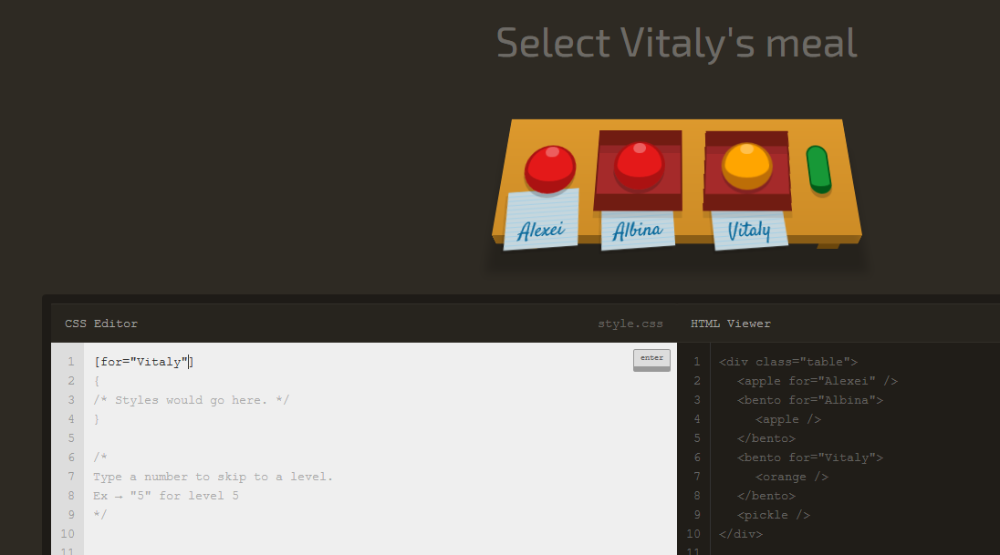 Select Vitaly's meal
Alexei
Albina
Vitaly
CSS Editor
style.css
HTML Viewer
enter
1 [for="Vitaly"]
2 {
3 /* Styles would go here. */
4 }
5
6 /*
7 Type a number to skip to a level.
8 Ex → "5" for level 5
9 */
10
11
1 <div class="table">
2 <apple for="Alexei" />
3 <bento for="Albina">
4 <apple />
5 </bento>
6 <bento for="Vitaly">
7 <orange />
8 </bento>
9 <pickle />
10 </div>
11